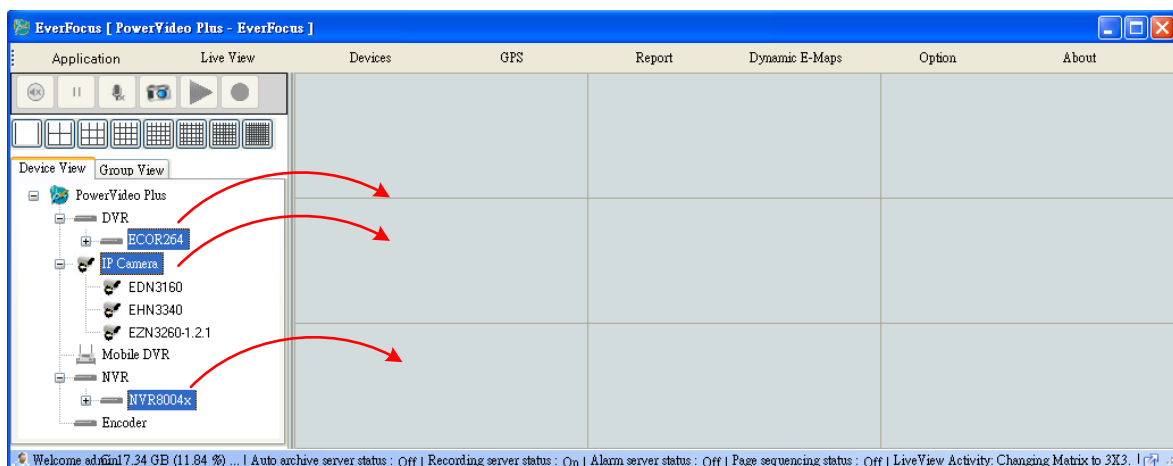 EverFocus [ PowerVideo Plus - EverFocus ]
Application Live View Devices GPS Report Dynamic E-Maps Option About
Device View Group View
PowerVideo Plus
DVR
ECOR264
IP Camera
EDN3160
EHN3340
EZN3260-1.2.1
Mobile DVR
NVR
NVR8004x
Encoder
Welcome admin17.34 GB (11.84 %) ... | Auto archive server status : Off | Recording server status : On | Alarm server status : Off | Page sequencing status : Off | LiveView Activity: Changing Matrix to 3X3. |